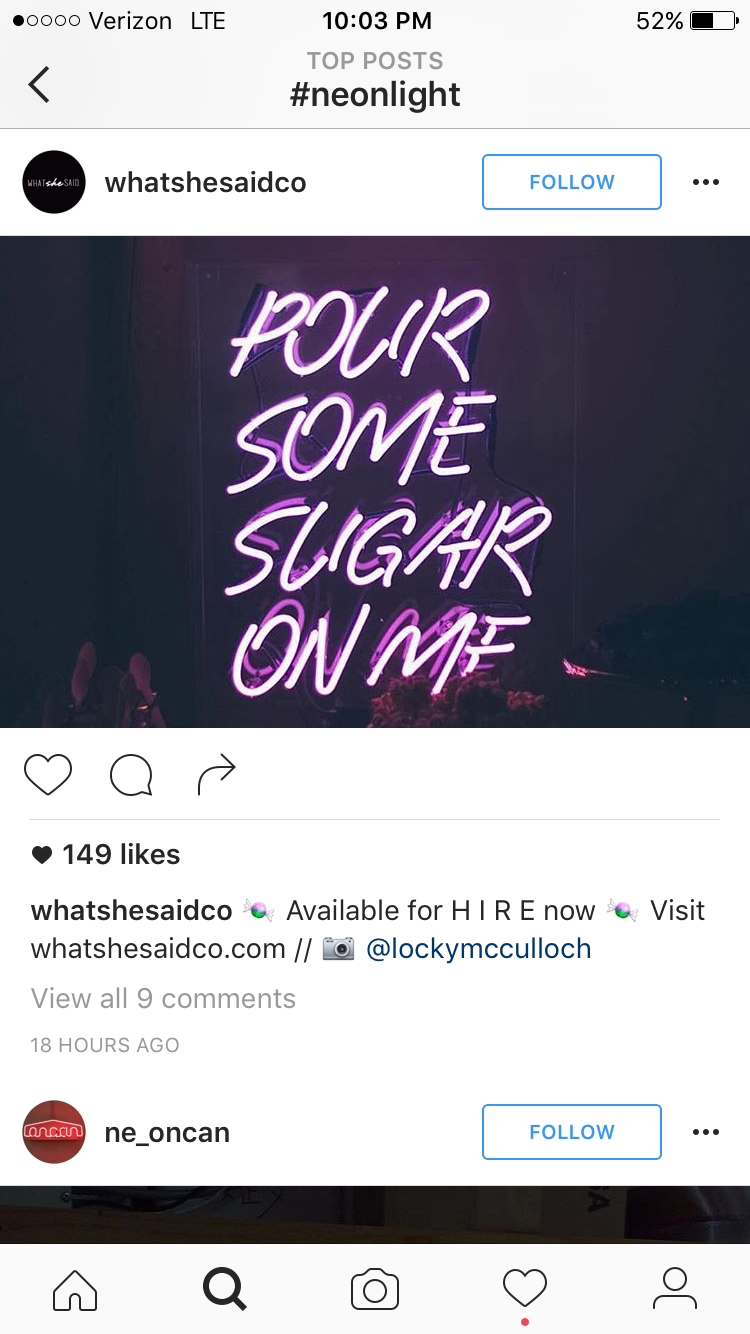 Verizon LTE 10:03 PM 52%
TOP POSTS
#neonlight
WHAT she SAID
whatshesaidco
FOLLOW
POUR
SOME
SUGAR
ON ME
149 likes
whatshesaidco 🍬 Available for H I R E now 🍬 Visit
whatshesaidco.com // 📷 @lockymcculloch
View all 9 comments
18 HOURS AGO
oncan
ne_oncan
FOLLOW